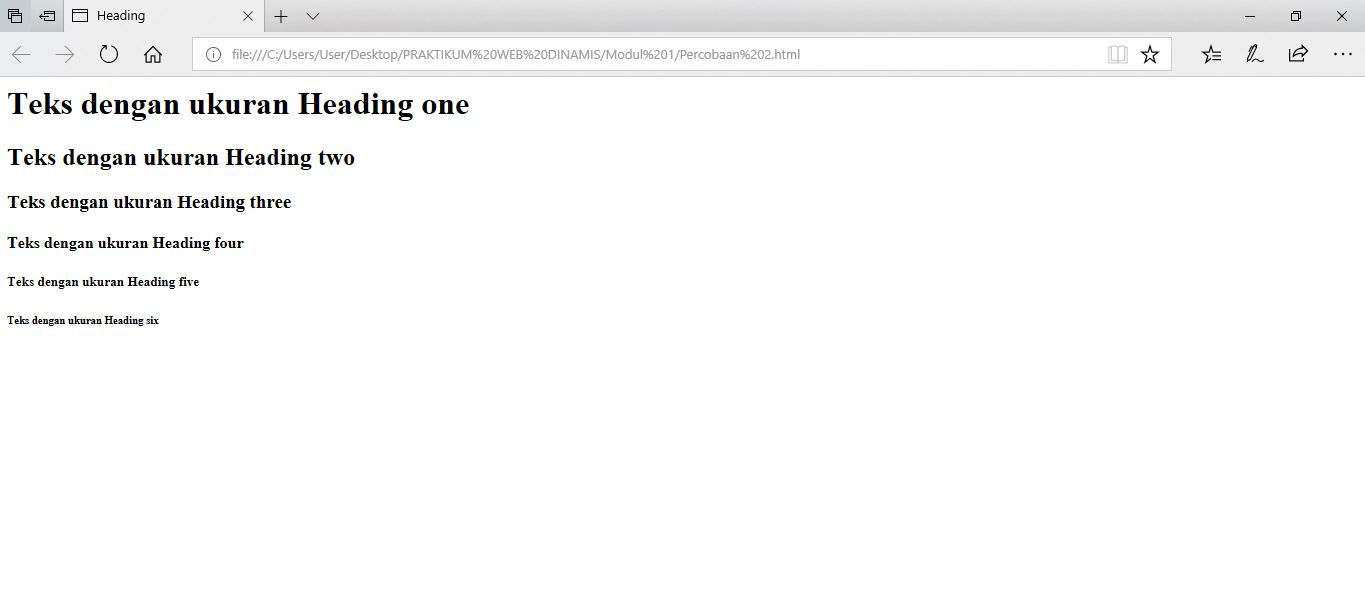 Heading
file:///C:/Users/User/Desktop/PRAKTIKUM%20WEB%20DINAMIS/Modul%201/Percobaan%202.html
Teks dengan ukuran Heading one
Teks dengan ukuran Heading two
Teks dengan ukuran Heading three
Teks dengan ukuran Heading four
Teks dengan ukuran Heading five
Teks dengan ukuran Heading six